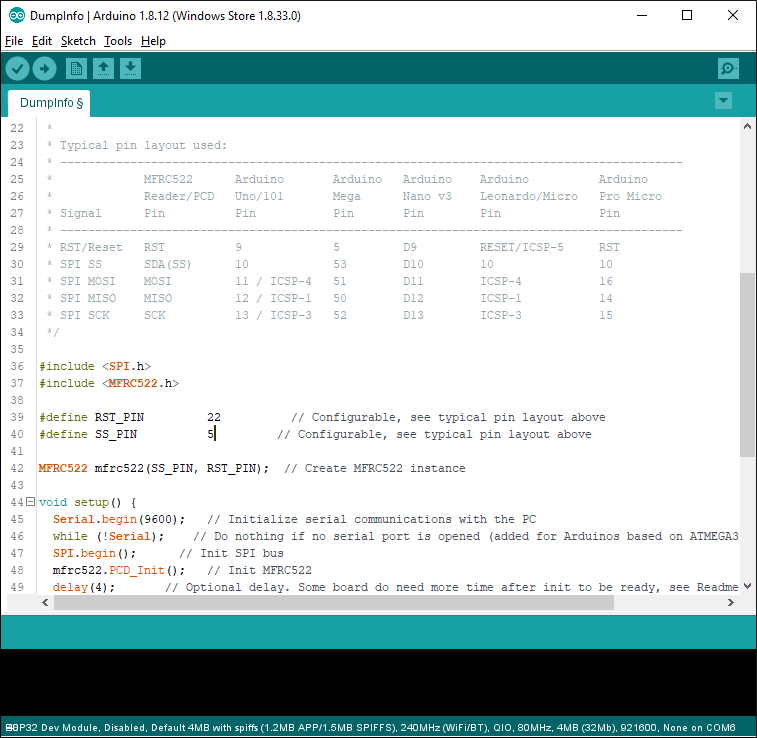 DumpInfo | Arduino 1.8.12 (Windows Store 1.8.33.0)
File Edit Sketch Tools Help
DumpInfo §
22  *
23  * Typical pin layout used:
24  * -----------------------------------------------------------------------------------------
25  *             MFRC522      Arduino       Arduino   Arduino    Arduino          Arduino
26  *             Reader/PCD   Uno/101       Mega      Nano v3    Leonardo/Micro   Pro Micro
27  * Signal      Pin          Pin           Pin       Pin        Pin              Pin
28  * -----------------------------------------------------------------------------------------
29  * RST/Reset   RST          9             5         D9         RESET/ICSP-5     RST
30  * SPI SS      SDA(SS)      10            53        D10        10               10
31  * SPI MOSI    MOSI         11 / ICSP-4   51        D11        ICSP-4           16
32  * SPI MISO    MISO         12 / ICSP-1   50        D12        ICSP-1           14
33  * SPI SCK     SCK          13 / ICSP-3   52        D13        ICSP-3           15
34  */
35
36 #include <SPI.h>
37 #include <MFRC522.h>
38
39 #define RST_PIN         22          // Configurable, see typical pin layout above
40 #define SS_PIN          5         // Configurable, see typical pin layout above
41
42 MFRC522 mfrc522(SS_PIN, RST_PIN);  // Create MFRC522 instance
43
44 void setup() {
45   Serial.begin(9600);   // Initialize serial communications with the PC
46   while (!Serial);    // Do nothing if no serial port is opened (added for Arduinos based on ATMEGA3
47   SPI.begin();      // Init SPI bus
48   mfrc522.PCD_Init();   // Init MFRC522
49   delay(4);       // Optional delay. Some board do need more time after init to be ready, see Readme
P32 Dev Module, Disabled, Default 4MB with spiffs (1.2MB APP/1.5MB SPIFFS), 240MHz (WiFi/BT), QIO, 80MHz, 4MB (32Mb), 921600, None on COM6